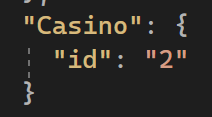 "Casino": {
"id": "2"
}